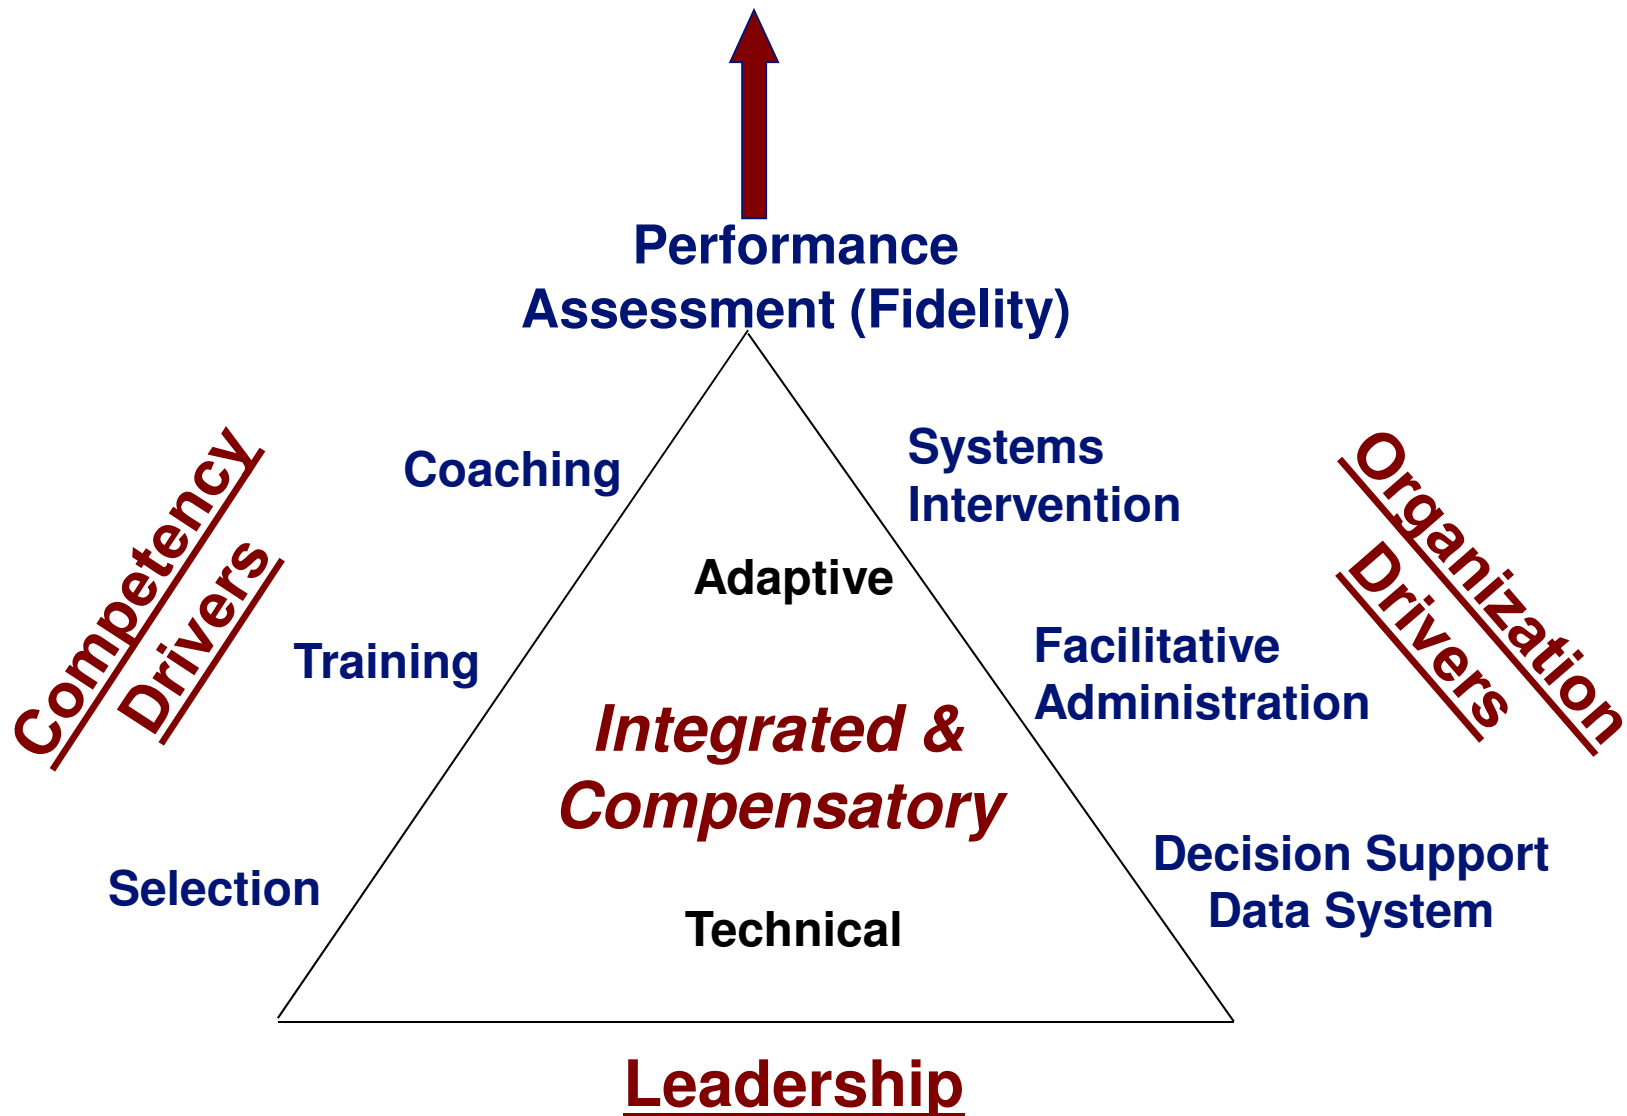 Performance
Assessment (Fidelity)
Competency
Drivers
Coaching
Training
Selection
Systems
Intervention
Facilitative
Administration
Decision Support
Data System
Organization
Drivers
Adaptive
Integrated &
Compensatory
Technical
Leadership